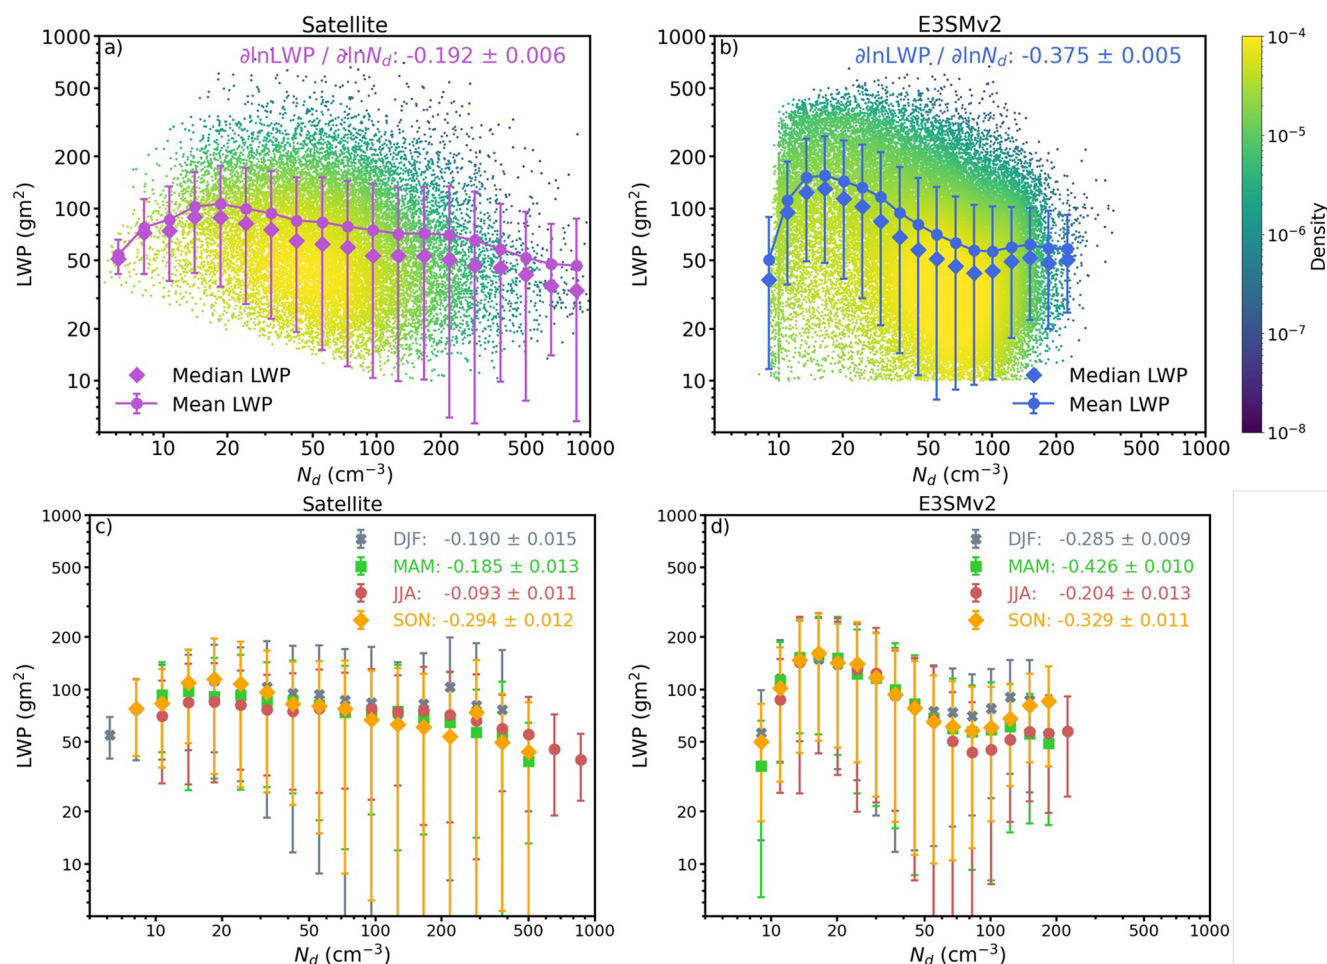 Satellite
a)
∂lnLWP / ∂lnN_d: -0.192 ± 0.006
1000
500
200
100
50
20
10
LWP (gm²)
Median LWP
Mean LWP
10 20 50 100 200 500 1000
N_d (cm⁻³)
E3SMv2
b)
∂lnLWP / ∂lnN_d: -0.375 ± 0.005
1000
500
200
100
50
20
10
LWP (gm²)
Median LWP
Mean LWP
10 20 50 100 200 500 1000
N_d (cm⁻³)
10⁻⁴
10⁻⁵
10⁻⁶
10⁻⁷
10⁻⁸
Density
Satellite
c)
DJF: -0.190 ± 0.015
MAM: -0.185 ± 0.013
JJA: -0.093 ± 0.011
SON: -0.294 ± 0.012
1000
500
200
100
50
20
10
LWP (gm²)
10 20 50 100 200 500 1000
N_d (cm⁻³)
E3SMv2
d)
DJF: -0.285 ± 0.009
MAM: -0.426 ± 0.010
JJA: -0.204 ± 0.013
SON: -0.329 ± 0.011
1000
500
200
100
50
20
10
LWP (gm²)
10 20 50 100 200 500 1000
N_d (cm⁻³)